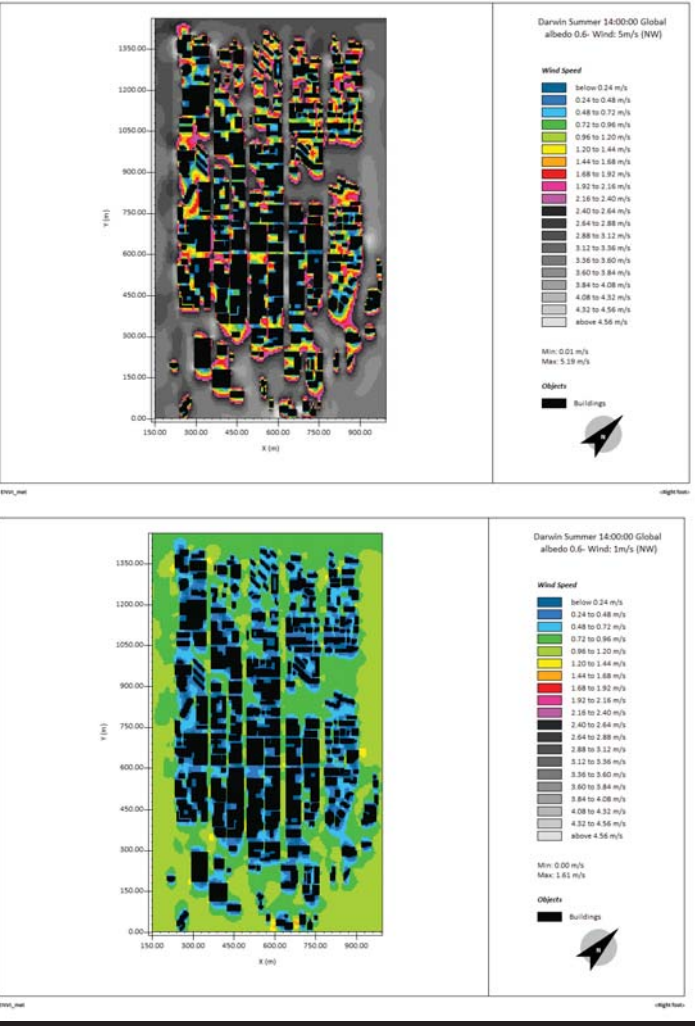 Darwin Summer 14:00:00 Global
albedo 0.6- Wind: 5m/s (NW)
Wind Speed
below 0.24 m/s
0.24 to 0.48 m/s
0.48 to 0.72 m/s
0.72 to 0.96 m/s
0.96 to 1.20 m/s
1.20 to 1.44 m/s
1.44 to 1.68 m/s
1.68 to 1.92 m/s
1.92 to 2.16 m/s
2.16 to 2.40 m/s
2.40 to 2.64 m/s
2.64 to 2.88 m/s
2.88 to 3.12 m/s
3.12 to 3.36 m/s
3.36 to 3.60 m/s
3.60 to 3.84 m/s
3.84 to 4.08 m/s
4.08 to 4.32 m/s
4.32 to 4.56 m/s
above 4.56 m/s
Min: 0.01 m/s
Max: 5.19 m/s
Objects
Buildings
N
1350.00
1200.00
1050.00
900.00
750.00
600.00
450.00
300.00
150.00
0.00
Y (m)
150.00 300.00 450.00 600.00 750.00 900.00
X (m)
ENVI_met
<Right foot>
Darwin Summer 14:00:00 Global
albedo 0.6- Wind: 1m/s (NW)
Wind Speed
below 0.24 m/s
0.24 to 0.48 m/s
0.48 to 0.72 m/s
0.72 to 0.96 m/s
0.96 to 1.20 m/s
1.20 to 1.44 m/s
1.44 to 1.68 m/s
1.68 to 1.92 m/s
1.92 to 2.16 m/s
2.16 to 2.40 m/s
2.40 to 2.64 m/s
2.64 to 2.88 m/s
2.88 to 3.12 m/s
3.12 to 3.36 m/s
3.36 to 3.60 m/s
3.60 to 3.84 m/s
3.84 to 4.08 m/s
4.08 to 4.32 m/s
4.32 to 4.56 m/s
above 4.56 m/s
Min: 0.00 m/s
Max: 1.61 m/s
Objects
Buildings
N
1350.00
1200.00
1050.00
900.00
750.00
600.00
450.00
300.00
150.00
0.00
Y (m)
150.00 300.00 450.00 600.00 750.00 900.00
X (m)
ENVI_met
<Right foot>